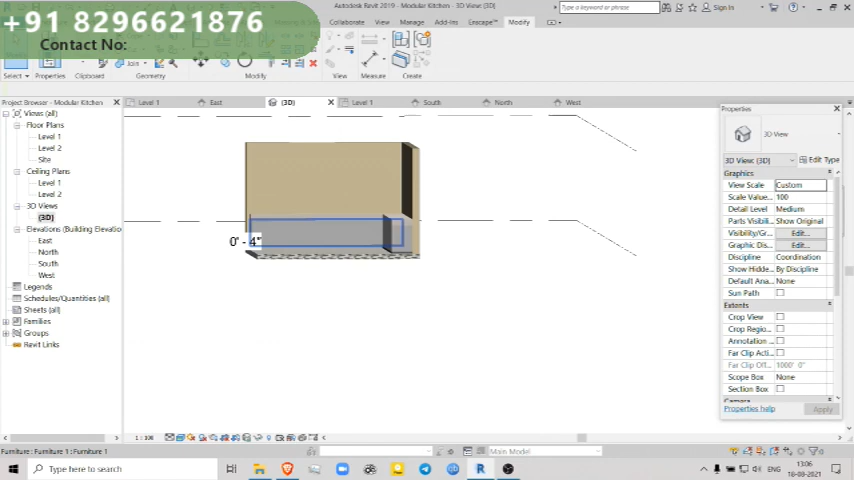 Autodesk Revit 2019 - Modular Kitchen - 3D View: {3D}
Type a keyword or phrase
Sign In
+91 8296621876
Contact No:
Collaborate View Manage Add-Ins Enscape™ Modify
Join
Select Properties Clipboard Geometry Modify View Measure Create
Project Browser - Modular Kitchen
Level 1 East {3D} Level 1 South North West
Views (all)
Floor Plans
Level 1
Level 2
Site
Ceiling Plans
Level 1
Level 2
3D Views
{3D}
Elevations (Building Elevation
East
North
South
West
Legends
Schedules/Quantities (all)
Sheets (all)
Families
Groups
Revit Links
0' - 4"
Properties
3D View
3D View: {3D} Edit Type
Graphics
View Scale Custom
Scale Value... 100
Detail Level Medium
Parts Visibili... Show Original
Visibility/Gr... Edit...
Graphic Dis... Edit...
Discipline Coordination
Show Hidde... By Discipline
Default Ana... None
Sun Path
Extents
Crop View
Crop Regio...
Annotation ...
Far Clip Acti...
Far Clip Off... 1000' 0"
Scope Box None
Section Box
Camera
Properties help Apply
1 : 100
Furniture : Furniture 1 : Furniture 1
Main Model
:0
Type here to search
ENG
13:06
18-08-2021